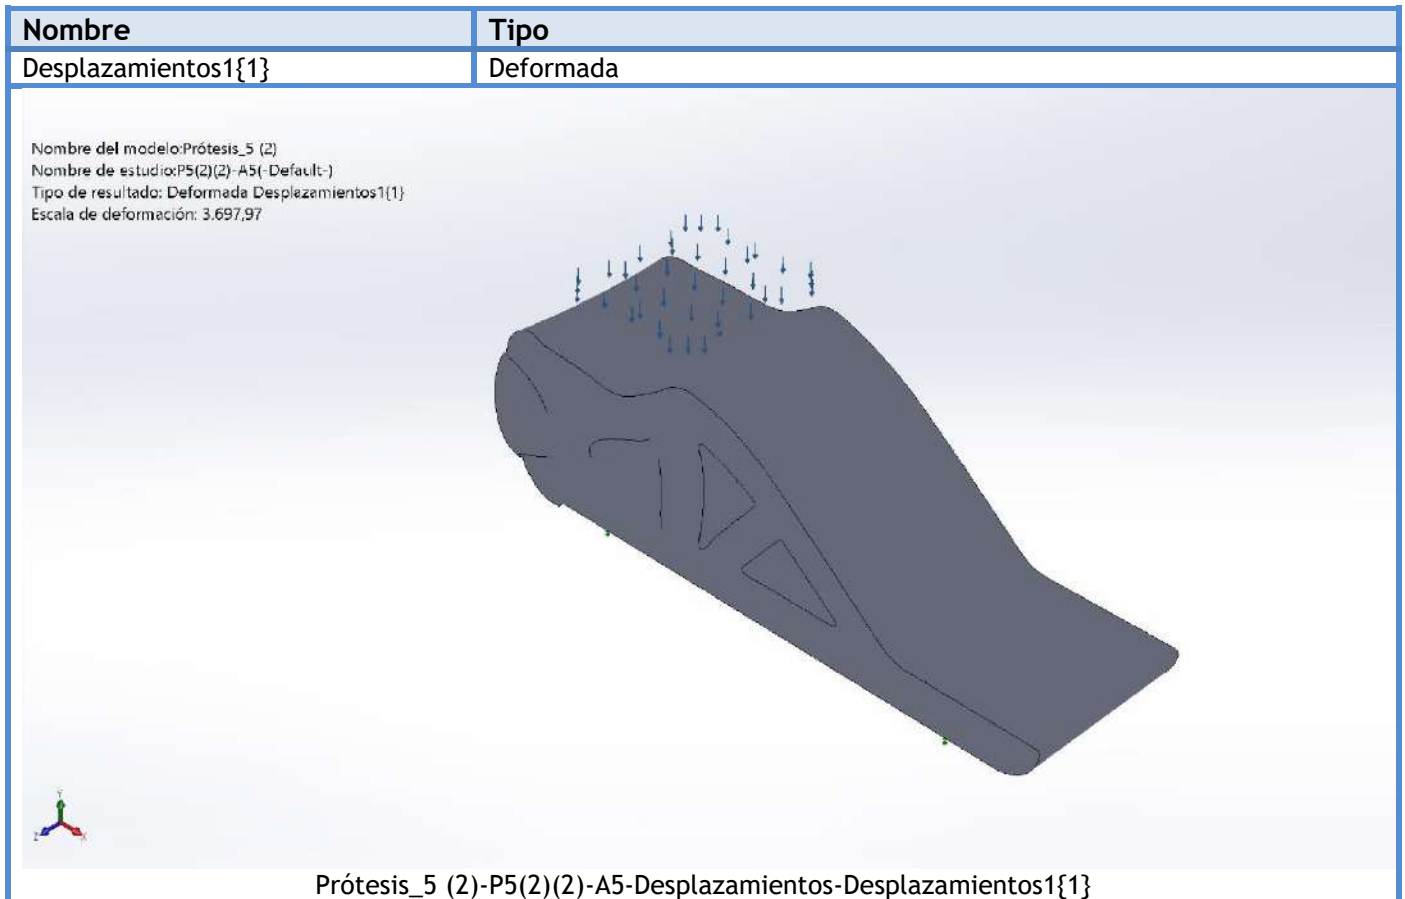 Nombre Tipo
Desplazamientos1{1} Deformada
Nombre del modelo:Prótesis_5 (2)
Nombre de estudio:P5(2)(2)-A5(-Default-)
Tipo de resultado: Deformada Desplazamientos1{1}
Escala de deformación: 3.697,97
Y
Z X
Prótesis_5 (2)-P5(2)(2)-A5-Desplazamientos-Desplazamientos1{1}